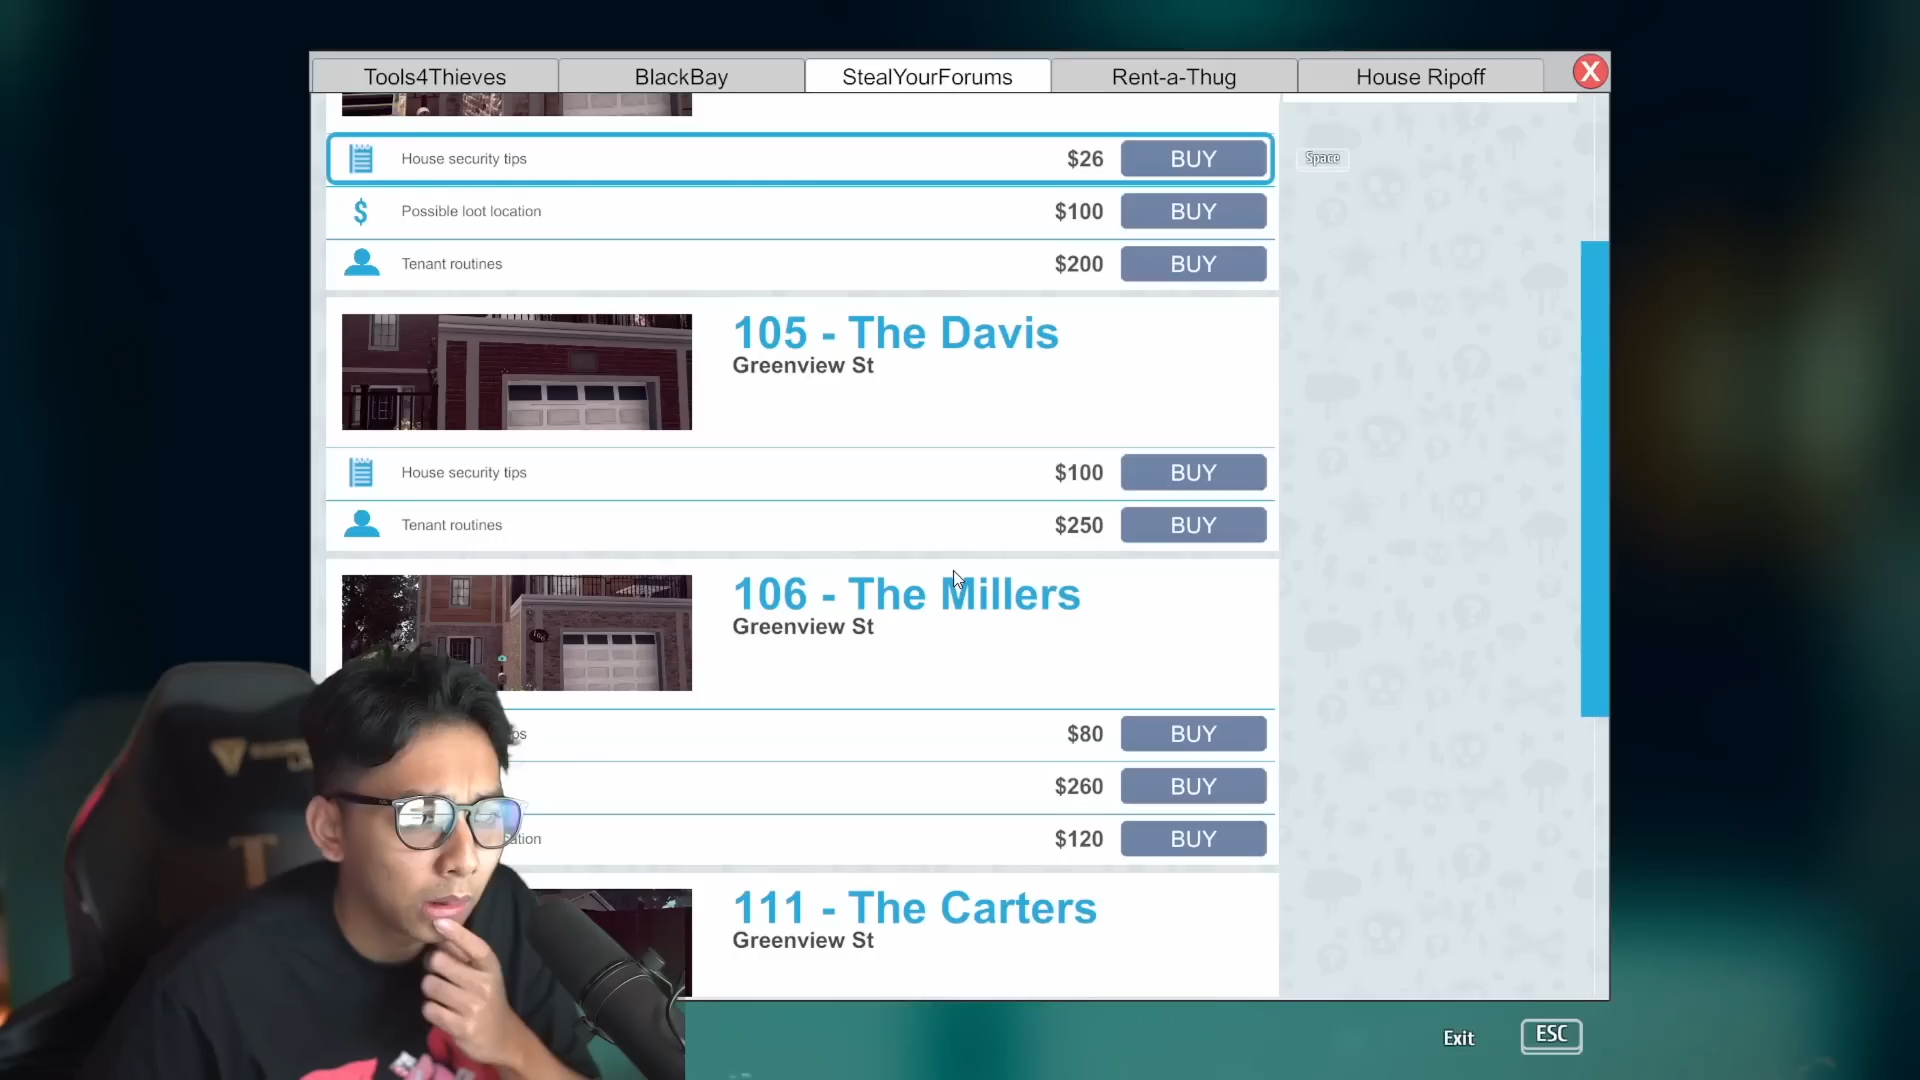 Tools4Thieves BlackBay StealYourForums Rent-a-Thug House Ripoff X
House security tips $26 BUY Space
Possible loot location $100 BUY
Tenant routines $200 BUY
105 - The Davis
Greenview St
House security tips $100 BUY
Tenant routines $250 BUY
106 - The Millers
Greenview St
106
$80 BUY
$260 BUY
$120 BUY
111 - The Carters
Greenview St
Exit ESC